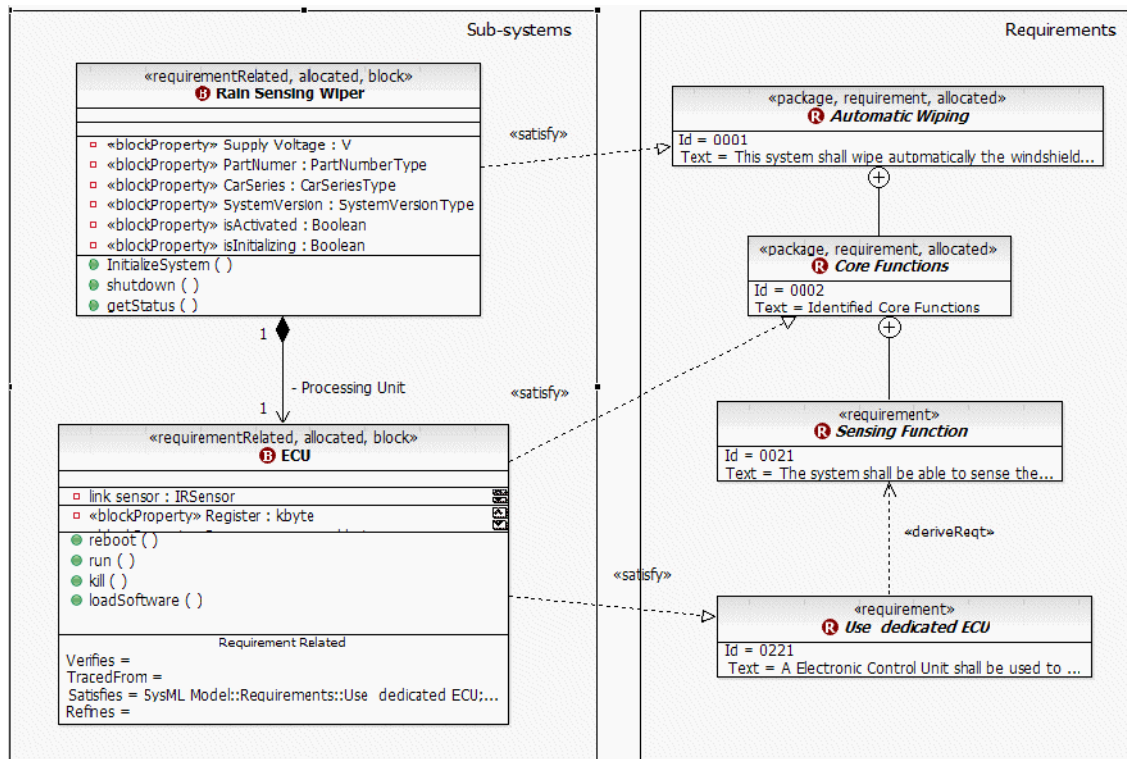 Sub-systems
«requirementRelated, allocated, block»
B Rain Sensing Wiper
«blockProperty» Supply Voltage : V
«blockProperty» PartNumer : PartNumberType
«blockProperty» CarSeries : CarSeriesType
«blockProperty» SystemVersion : SystemVersionType
«blockProperty» isActivated : Boolean
«blockProperty» isInitializing : Boolean
InitializeSystem ( )
shutdown ( )
getStatus ( )
1
- Processing Unit
1
«requirementRelated, allocated, block»
B ECU
link sensor : IRSensor
«blockProperty» Register : kbyte
reboot ( )
run ( )
kill ( )
loadSoftware ( )
Requirement Related
Verifies =
TracedFrom =
Satisfies = SysML Model::Requirements::Use dedicated ECU;...
Refines =
«satisfy»
«satisfy»
«satisfy»
Requirements
«package, requirement, allocated»
R Automatic Wiping
Id = 0001
Text = This system shall wipe automatically the windshield...
«package, requirement, allocated»
R Core Functions
Id = 0002
Text = Identified Core Functions
«requirement»
R Sensing Function
Id = 0021
Text = The system shall be able to sense the...
«deriveReqt»
«requirement»
R Use dedicated ECU
Id = 0221
Text = A Electronic Control Unit shall be used to ...